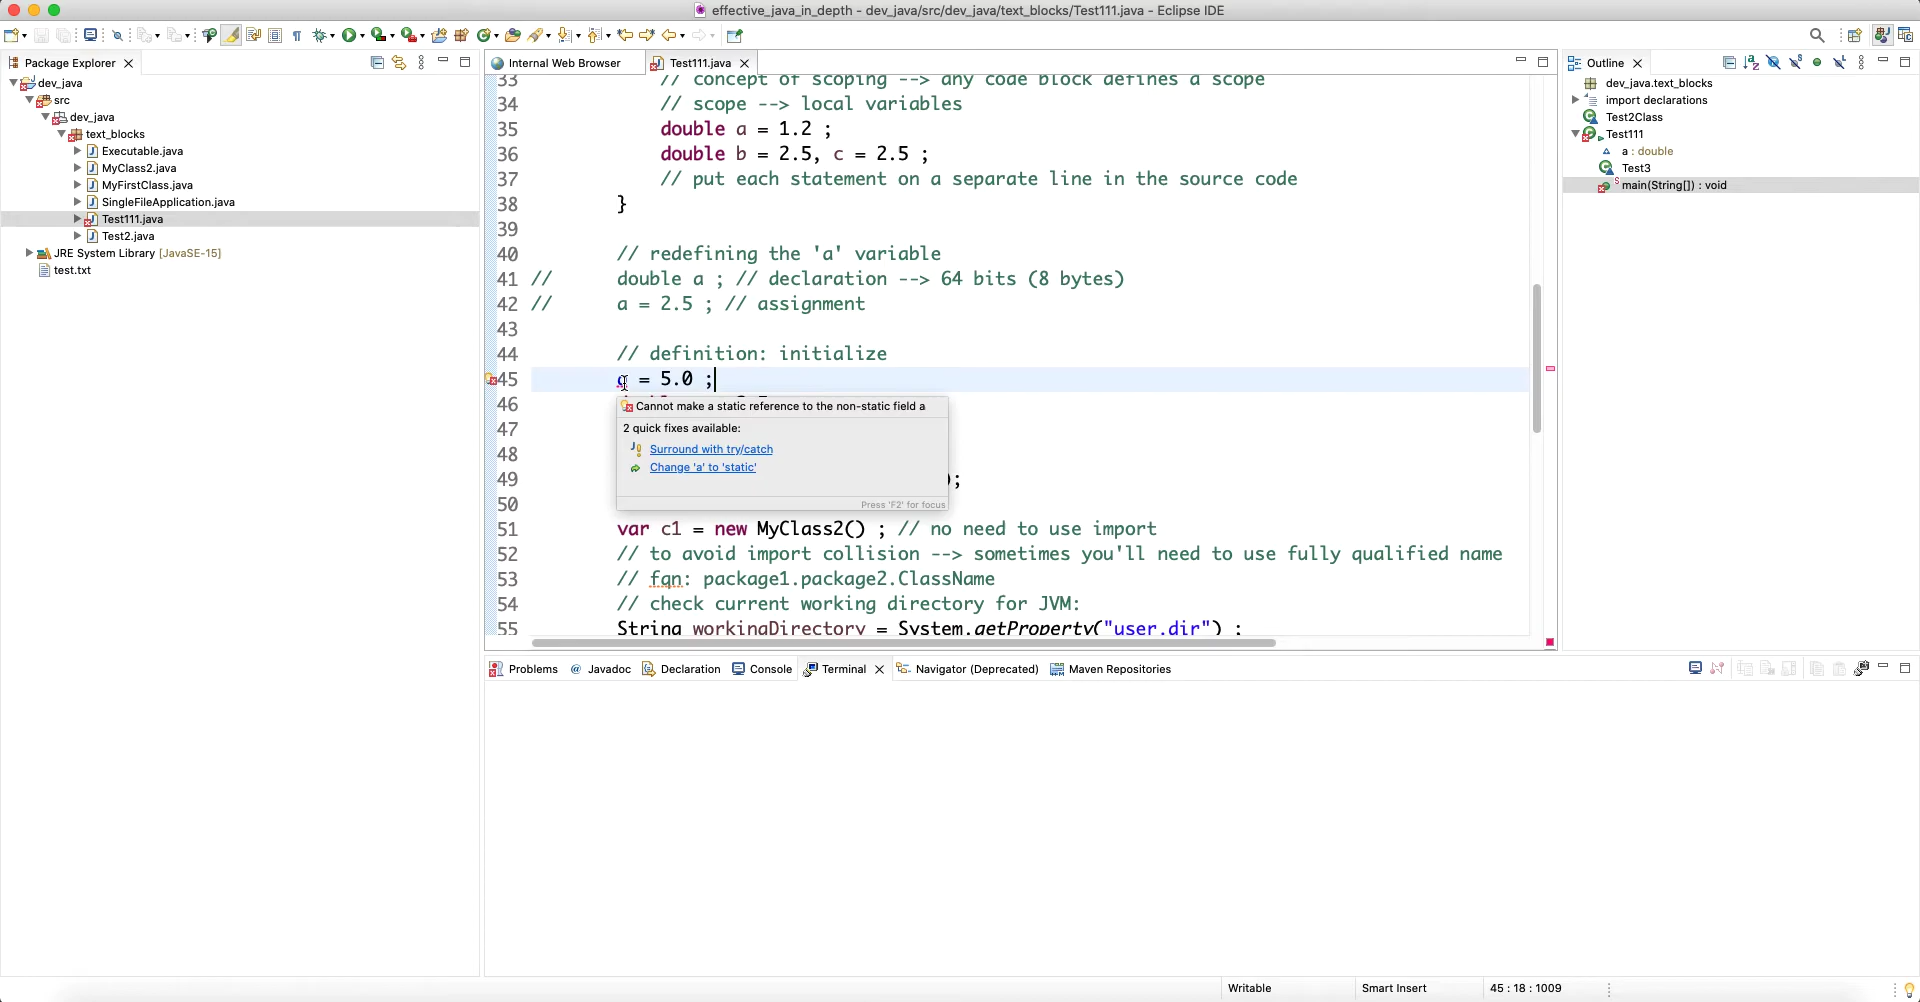 effective_java_in_depth - dev_java/src/dev_java/text_blocks/Test111.java - Eclipse IDE
Package Explorer
dev_java
src
dev_java
text_blocks
Executable.java
MyClass2.java
MyFirstClass.java
SingleFileApplication.java
Test111.java
Test2.java
JRE System Library [JavaSE-15]
test.txt
Internal Web Browser
Test111.java
33 // concept of scoping --> any code block defines a scope
34 // scope --> local variables
35 double a = 1.2 ;
36 double b = 2.5, c = 2.5 ;
37 // put each statement on a separate line in the source code
38 }
39
40 // redefining the 'a' variable
41 // double a ; // declaration --> 64 bits (8 bytes)
42 // a = 2.5 ; // assignment
43
44 // definition: initialize
45 a = 5.0 ;
46
Cannot make a static reference to the non-static field a
2 quick fixes available:
47
48
Surround with try/catch
Change 'a' to 'static'
49 );
Press 'F2' for focus
50
51 var c1 = new MyClass2() ; // no need to use import
52 // to avoid import collision --> sometimes you'll need to use fully qualified name
53 // fqn: package1.package2.ClassName
54 // check current working directory for JVM:
55 String workingDirectory = System.getProperty("user.dir") ;
Outline
dev_java.text_blocks
import declarations
Test2Class
Test111
a : double
Test3
main(String[]) : void
Problems
Javadoc
Declaration
Console
Terminal
Navigator (Deprecated)
Maven Repositories
Writable
Smart Insert
45 : 18 : 1009